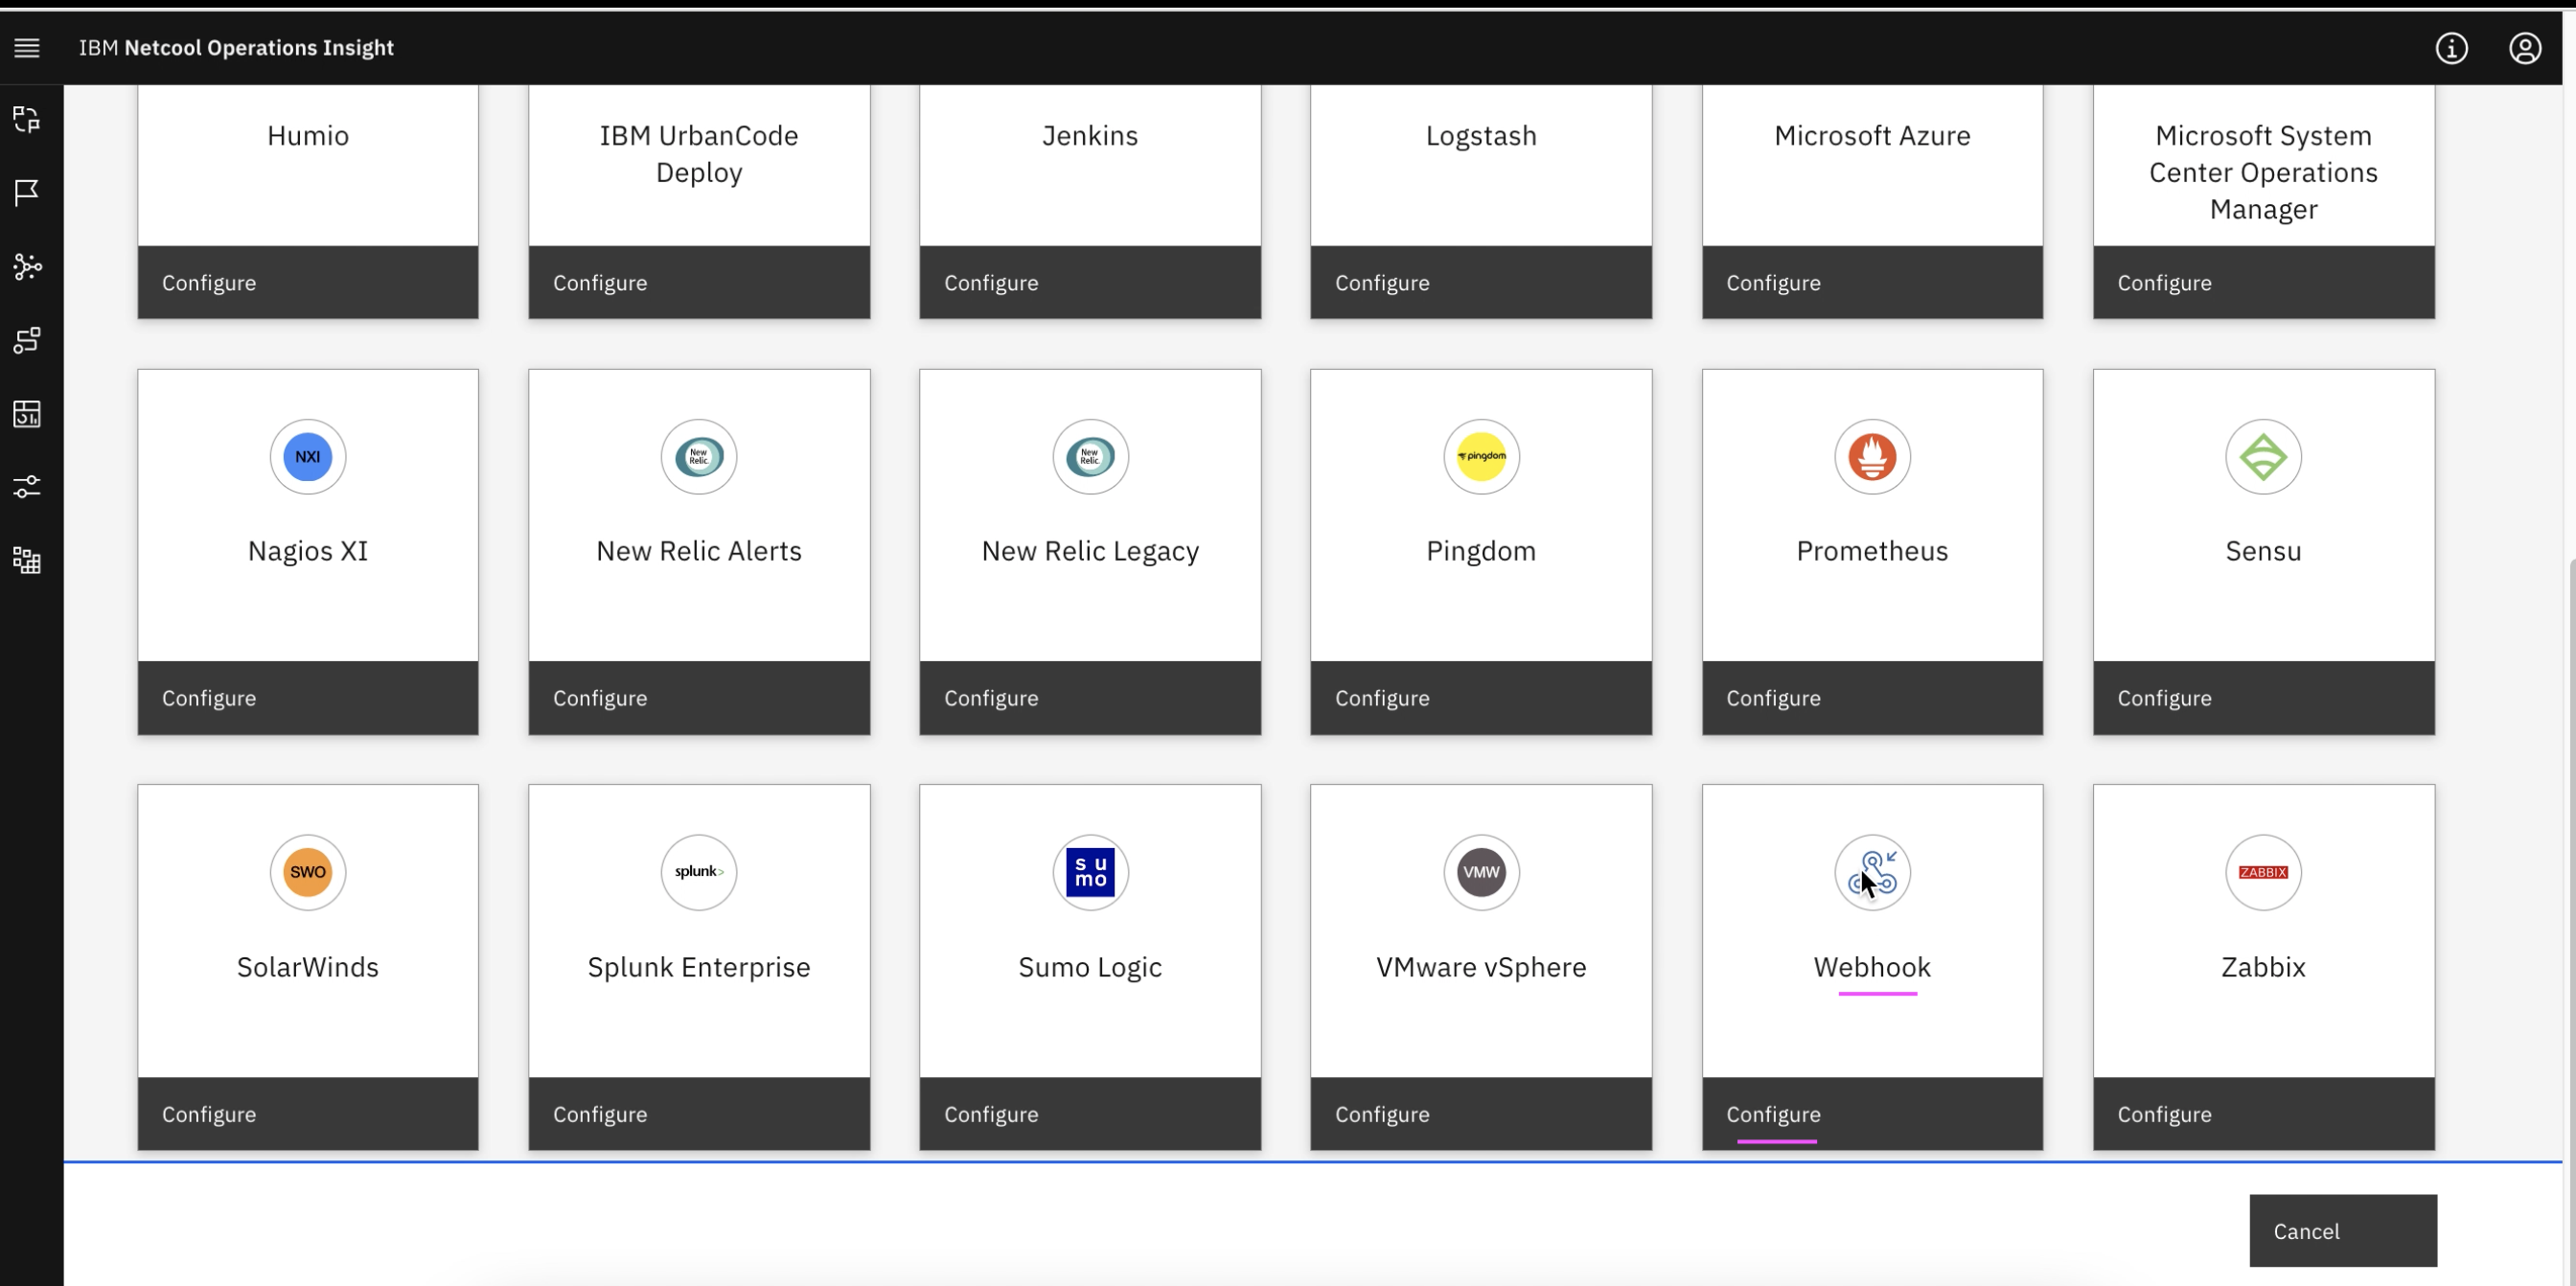 IBM Netcool Operations Insight
Humio
IBM UrbanCode
Deploy
Jenkins
Logstash
Microsoft Azure
Microsoft System
Center Operations
Manager
Configure
Configure
Configure
Configure
Configure
Configure
NXI
New
Relic.
New
Relic.
pingdom
Nagios XI
New Relic Alerts
New Relic Legacy
Pingdom
Prometheus
Sensu
Configure
Configure
Configure
Configure
Configure
Configure
SWO
splunk>
su
mo
VMW
ZABBIX
SolarWinds
Splunk Enterprise
Sumo Logic
VMware vSphere
Webhook
Zabbix
Configure
Configure
Configure
Configure
Configure
Configure
Cancel